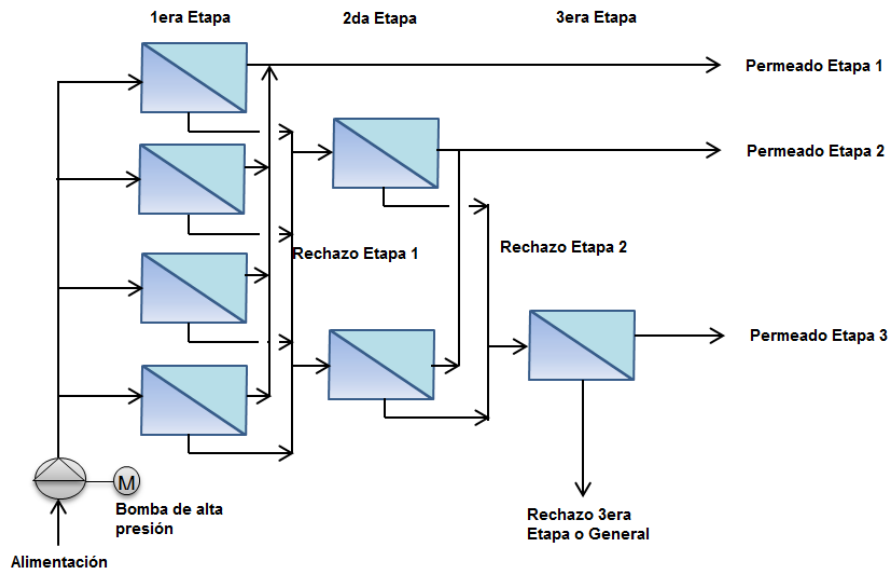 1era Etapa
2da Etapa
3era Etapa
Permeado Etapa 1
Permeado Etapa 2
Rechazo Etapa 1
Rechazo Etapa 2
Permeado Etapa 3
M
Bomba de alta
presión
Rechazo 3era
Etapa o General
Alimentación